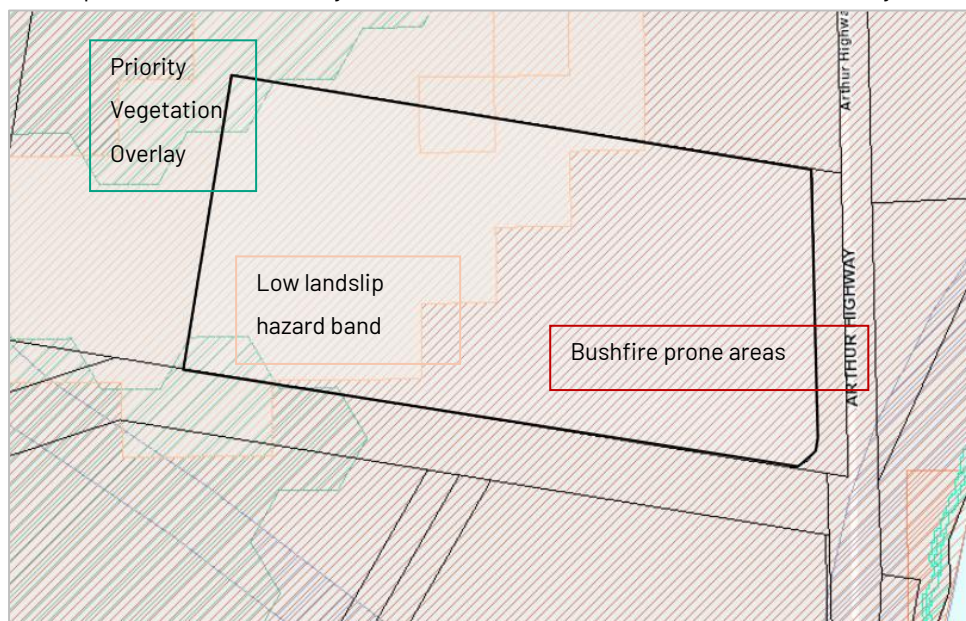 Arthur Highwa
Priority
Vegetation
Overlay
Low landslip
hazard band
Bushfire prone areas
ARTHUR HIGHWAY